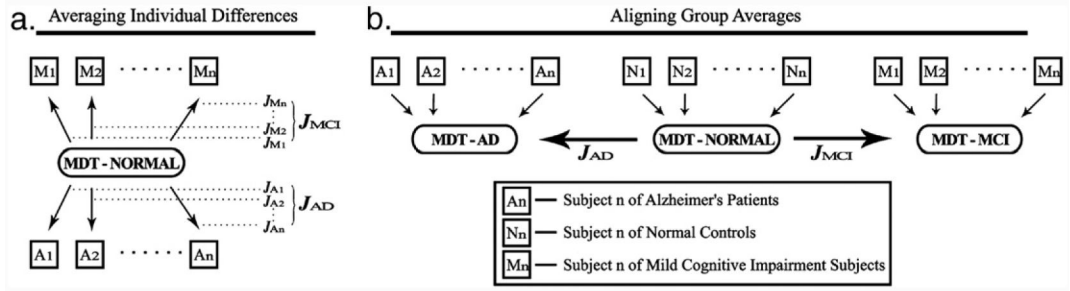 a.
Averaging Individual Differences
M1 M2 ······ Mn
JMn
JM2
JM1
JMCI
MDT - NORMAL
JA1
JA2
JAn
JAD
A1 A2 ······ An
b.
Aligning Group Averages
A1 A2 ······ An
N1 N2 ······ Nn
M1 M2 ······ Mn
MDT - AD
JAD
MDT - NORMAL
JMCI
MDT - MCI
An — Subject n of Alzheimer's Patients
Nn — Subject n of Normal Controls
Mn — Subject n of Mild Cognitive Impairment Subjects